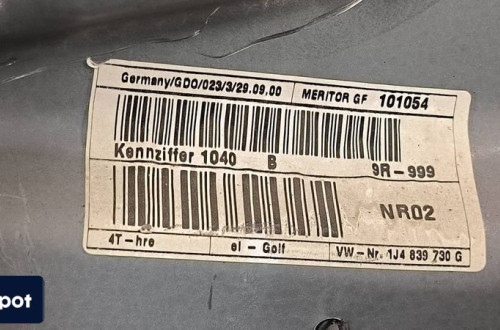 Germany/GDO/023/3/29.09.00 MERITOR GF 101054
Kennziffer 1040 B 9R-999
NR02
4T-hre el-Golf VW-Nr. 1J4 839 730 G
pot